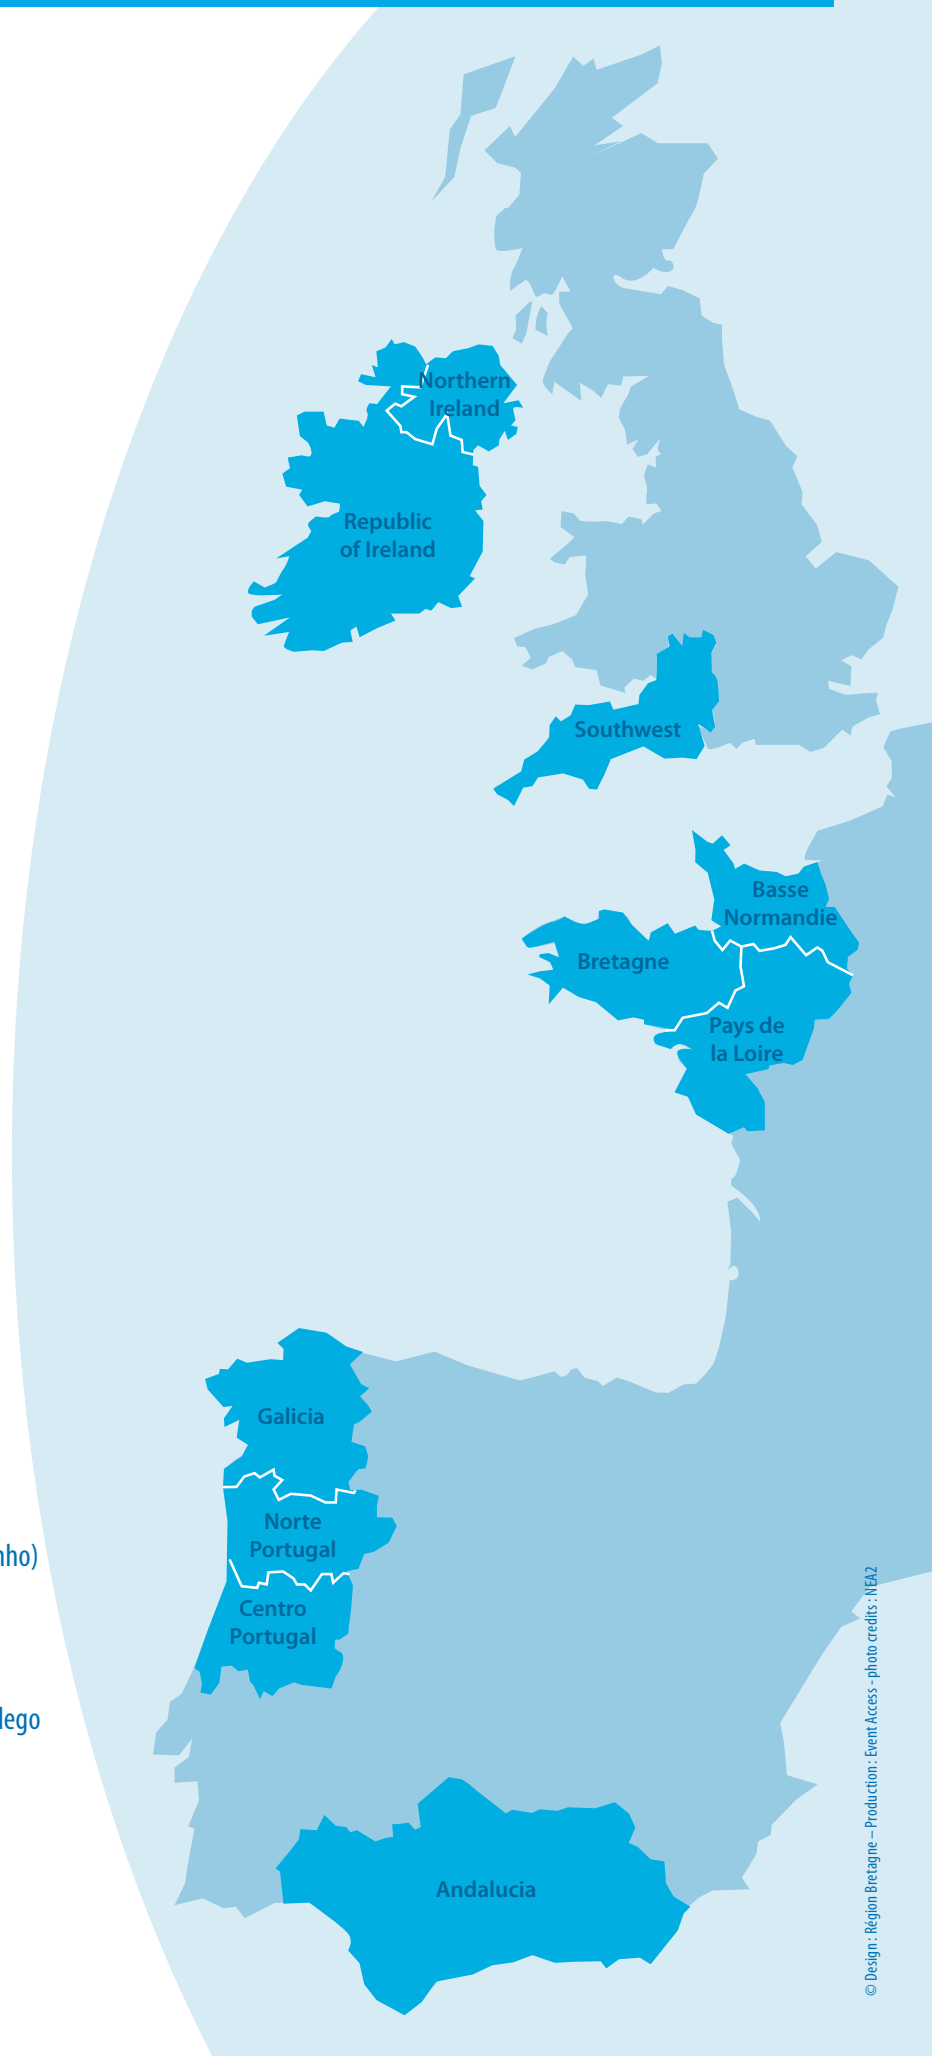 Northern
Ireland
Republic
of Ireland
Southwest
Basse
Normandie
Bretagne
Pays de
la Loire
Galicia
Norte
Portugal
nho)
Centro
Portugal
lego
Andalucia
© Design : Région Bretagne – Production : Event Access - photo credits : NEA2